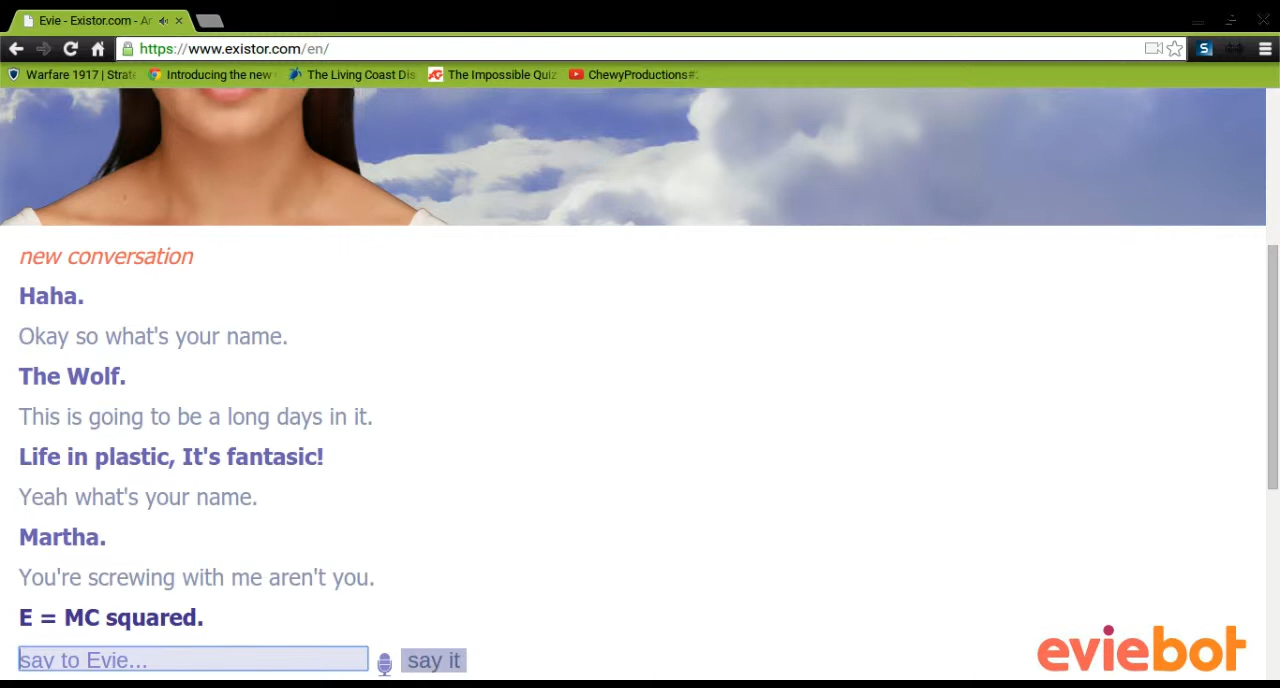 Evie - Existor.com - Ar
https://www.existor.com/en/
S
Warfare 1917 | Strate
Introducing the new
The Living Coast Dis
The Impossible Quiz
ChewyProductions#:
new conversation
Haha.
Okay so what's your name.
The Wolf.
This is going to be a long days in it.
Life in plastic, It's fantasic!
Yeah what's your name.
Martha.
You're screwing with me aren't you.
E = MC squared.
say to Evie...
say it
eviebot